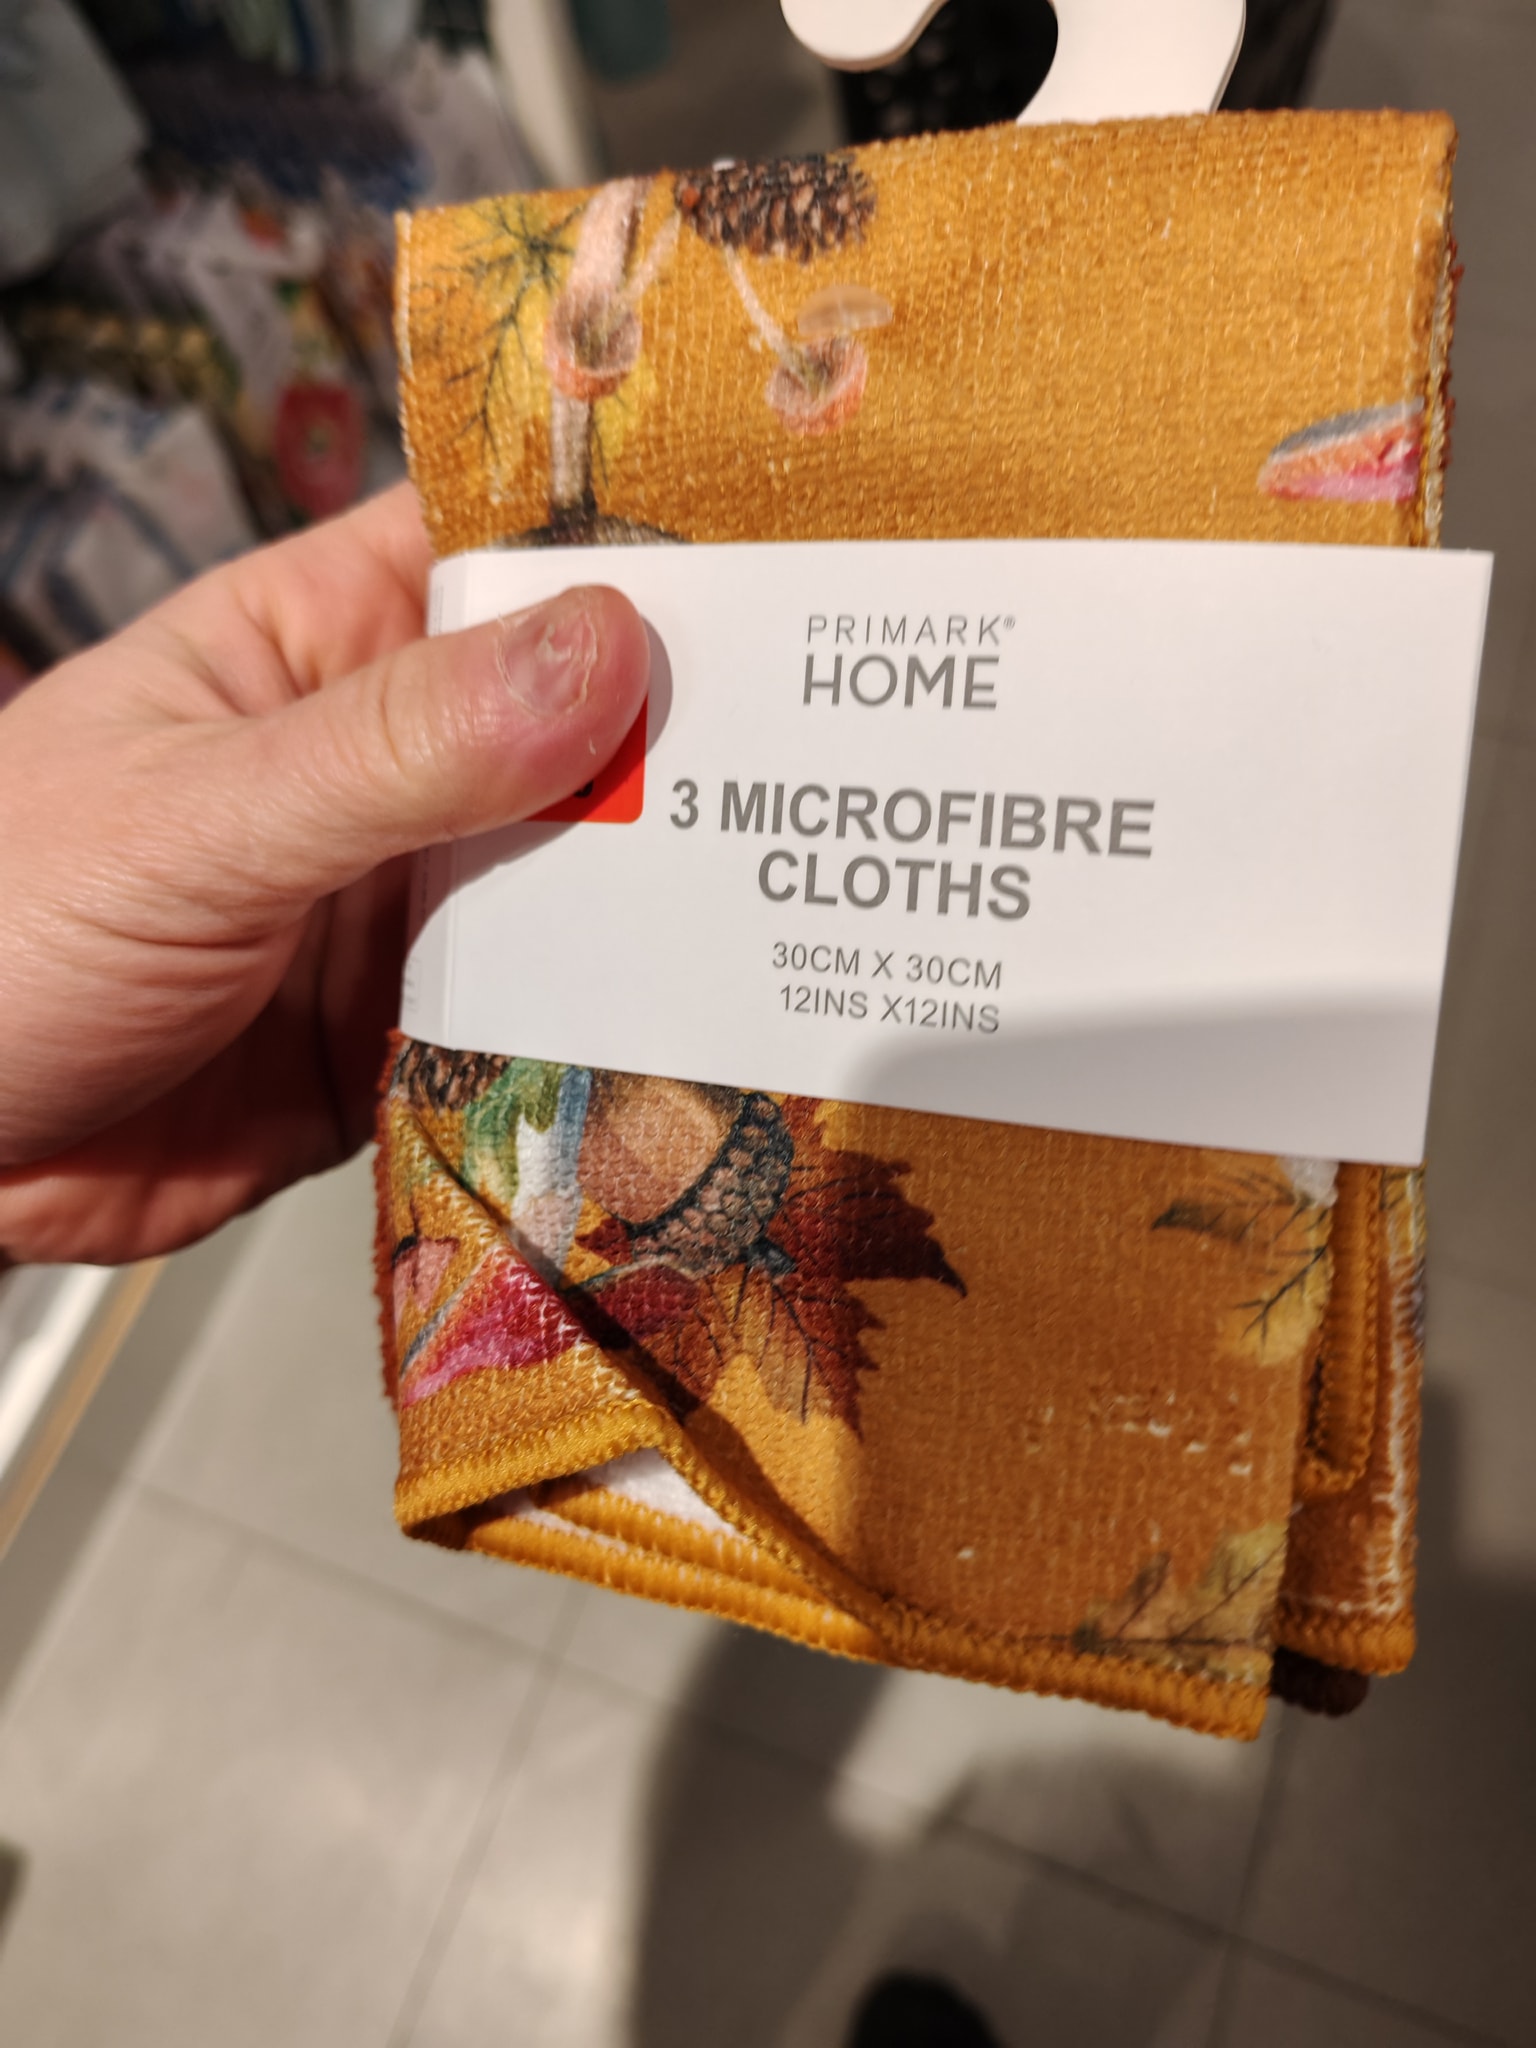 PRIMARK®
HOME
3 MICROFIBRE
CLOTHS
30CM X 30CM
12INS X12INS